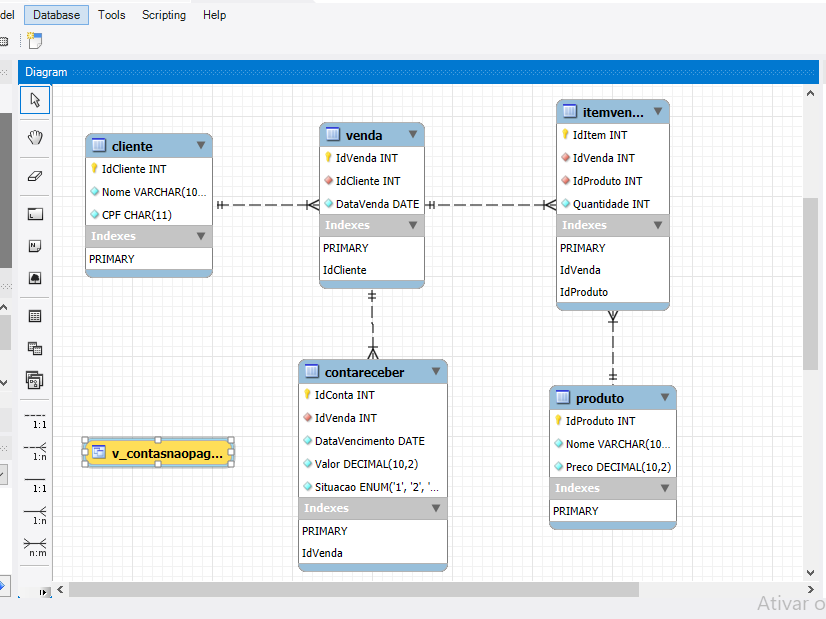 del Database Tools Scripting Help
Diagram
cliente
IdCliente INT
Nome VARCHAR(10...
CPF CHAR(11)
Indexes
PRIMARY
venda
IdVenda INT
IdCliente INT
DataVenda DATE
Indexes
PRIMARY
IdCliente
itemven...
IdItem INT
IdVenda INT
IdProduto INT
Quantidade INT
Indexes
PRIMARY
IdVenda
IdProduto
contareceber
IdConta INT
IdVenda INT
DataVencimento DATE
Valor DECIMAL(10,2)
Situacao ENUM('1', '2', '...
Indexes
PRIMARY
IdVenda
produto
IdProduto INT
Nome VARCHAR(10...
Preco DECIMAL(10,2)
Indexes
PRIMARY
v_contasnaopag...
1:1
1:n
1:1
1:n
n:m
Ativar o